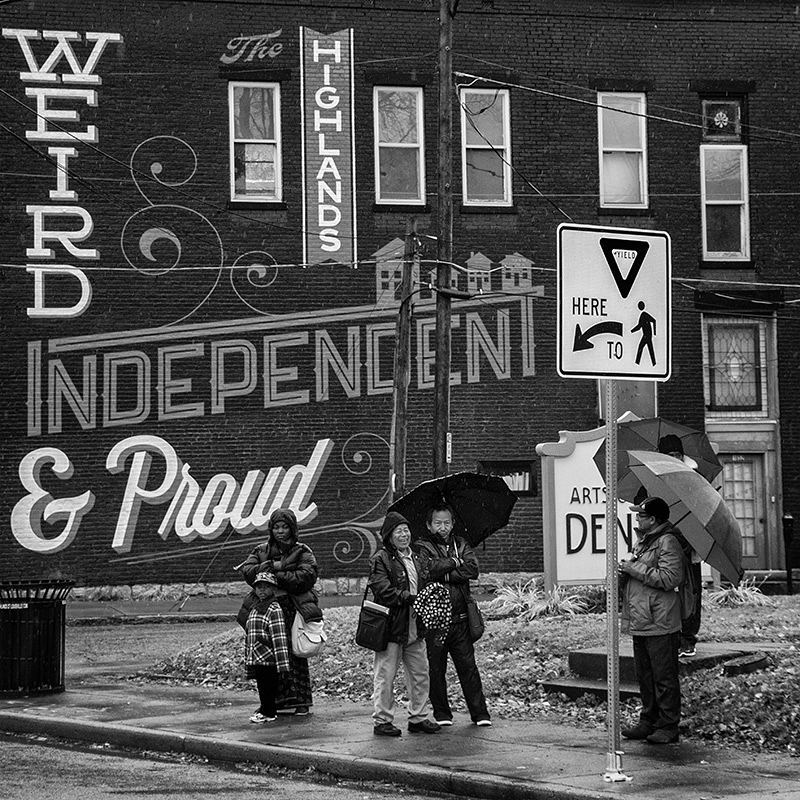 WEIRD
The
HIGHLANDS
INDEPENDENT
& Proud
YIELD
HERE
TO
ARTS
DEN